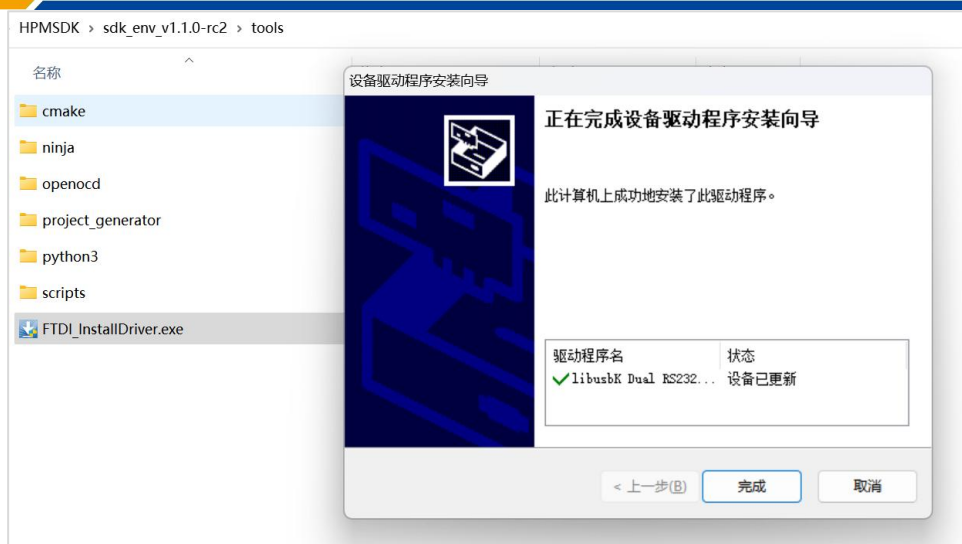 HPMSDK > sdk_env_v1.1.0-rc2 > tools
名称
cmake
ninja
openocd
project_generator
python3
scripts
FTDI_InstallDriver.exe
设备驱动程序安装向导
正在完成设备驱动程序安装向导
此计算机上成功地安装了此驱动程序。
驱动程序名 状态
libusbK Dual RS232... 设备已更新
< 上一步(B) 完成 取消